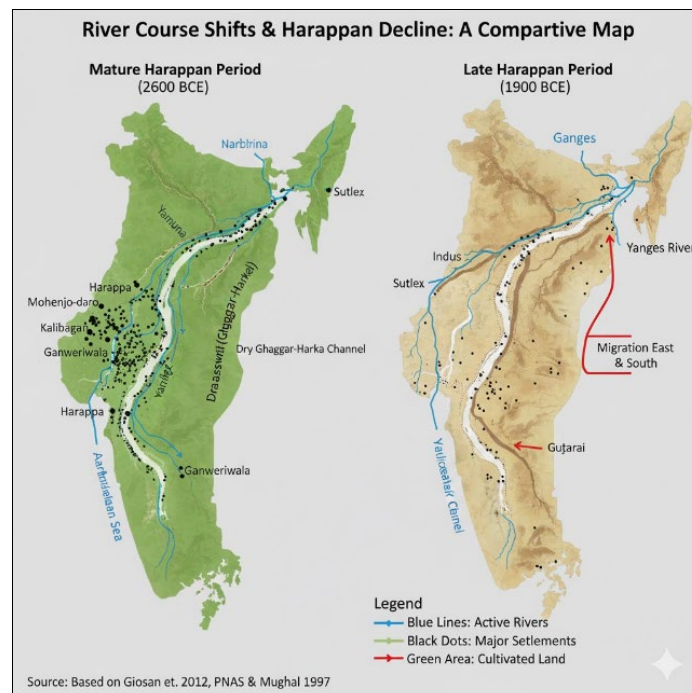 River Course Shifts & Harappan Decline: A Compartive Map
Mature Harappan Period
(2600 BCE)
Narbtrina
Sutlex
Yamuna
Harappa
Mohenjo-daro
Kalibagan
Ganweriwala
Dry Ghaggar-Harka Channel
Harappa
Ganweriwala
Sea
Late Harappan Period
(1900 BCE)
Ganges
Yanges River
Indus
Sutlex
Migration East
& South
Gutarai
Legend
Blue Lines: Active Rivers
Black Dots: Major Setlements
Green Area: Cultivated Land
Source: Based on Giosan et. 2012, PNAS & Mughal 1997